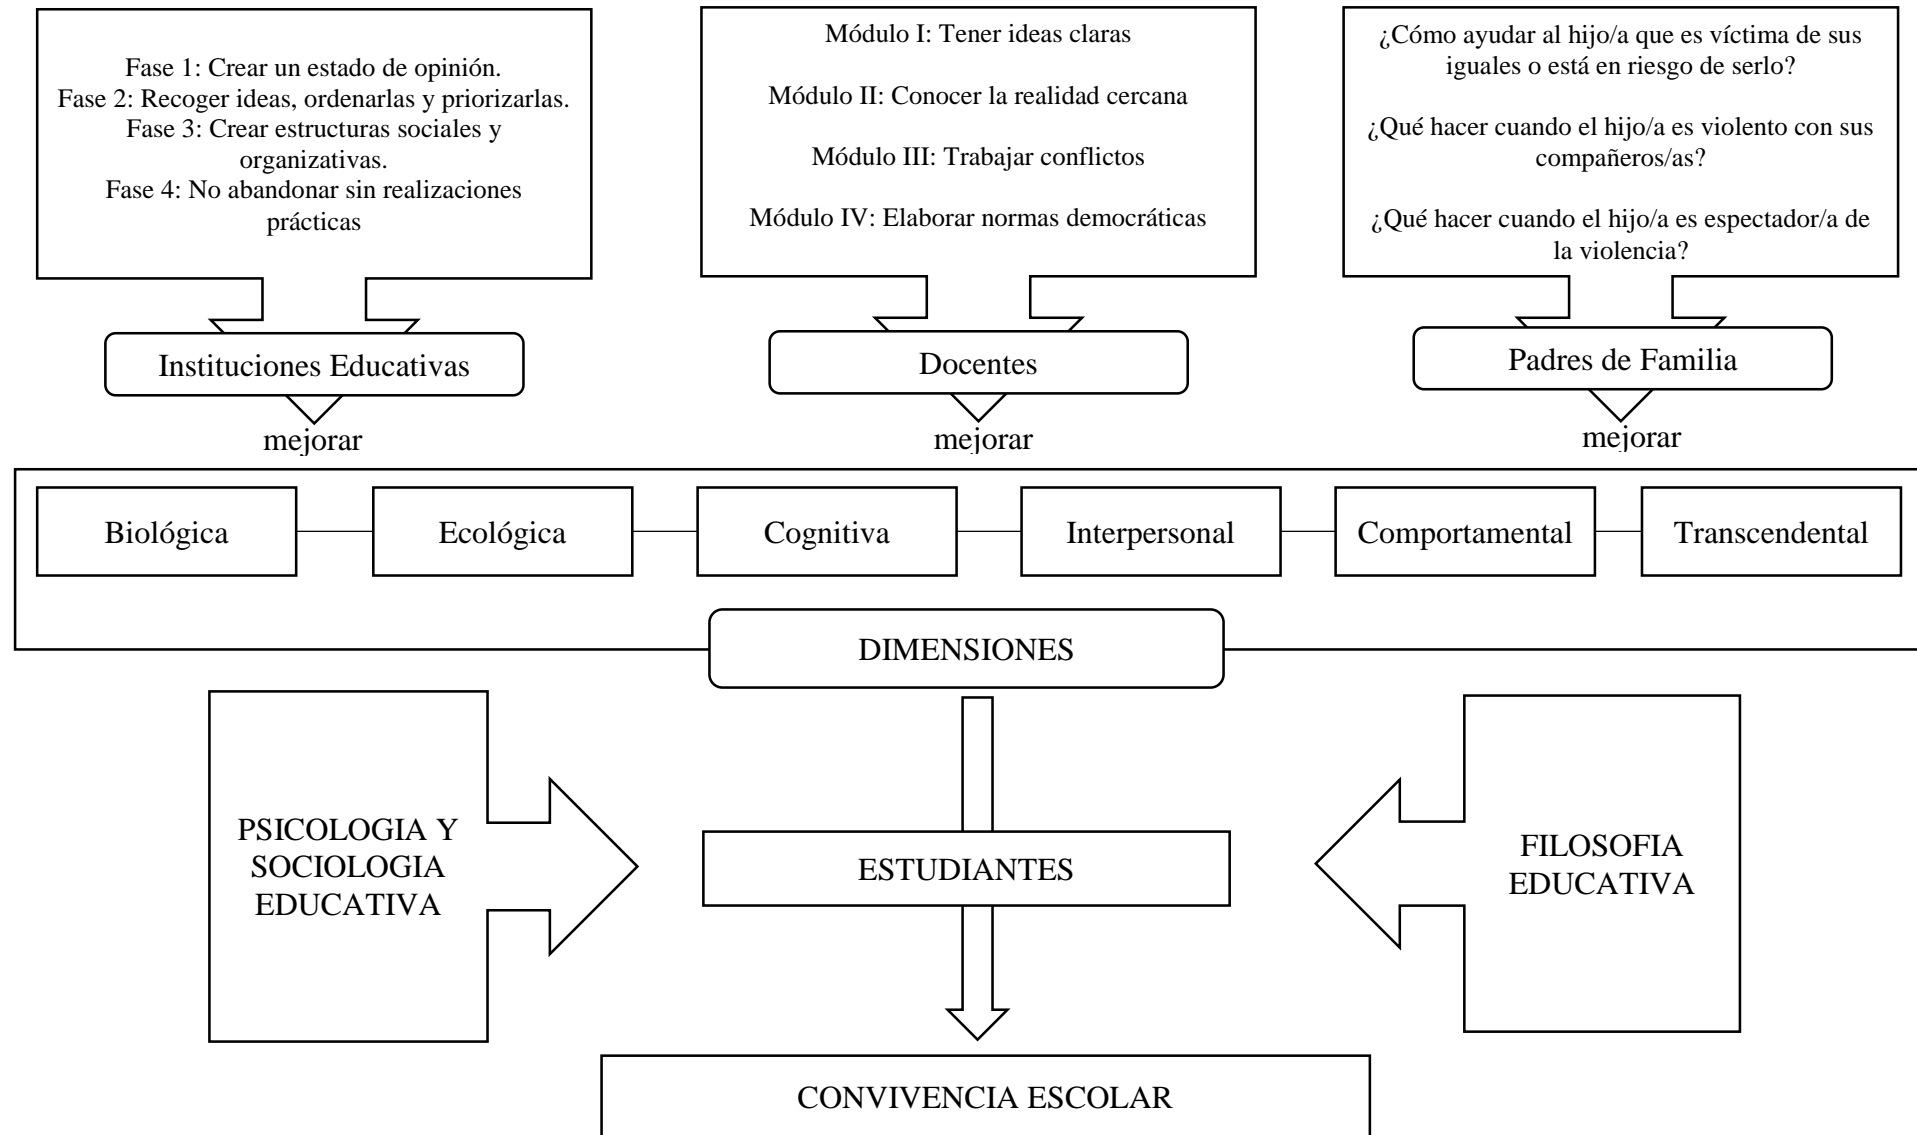 Fase 1: Crear un estado de opinión.
Fase 2: Recoger ideas, ordenarlas y priorizarlas.
Fase 3: Crear estructuras sociales y
organizativas.
Fase 4: No abandonar sin realizaciones
prácticas
Módulo I: Tener ideas claras
Módulo II: Conocer la realidad cercana
Módulo III: Trabajar conflictos
Módulo IV: Elaborar normas democráticas
¿Cómo ayudar al hijo/a que es víctima de sus
iguales o está en riesgo de serlo?
¿Qué hacer cuando el hijo/a es violento con sus
compañeros/as?
¿Qué hacer cuando el hijo/a es espectador/a de
la violencia?
Instituciones Educativas
Docentes
Padres de Familia
mejorar
mejorar
mejorar
Biológica
Ecológica
Cognitiva
Interpersonal
Comportamental
Transcendental
DIMENSIONES
PSICOLOGIA Y
SOCIOLOGIA
EDUCATIVA
ESTUDIANTES
FILOSOFIA
EDUCATIVA
CONVIVENCIA ESCOLAR